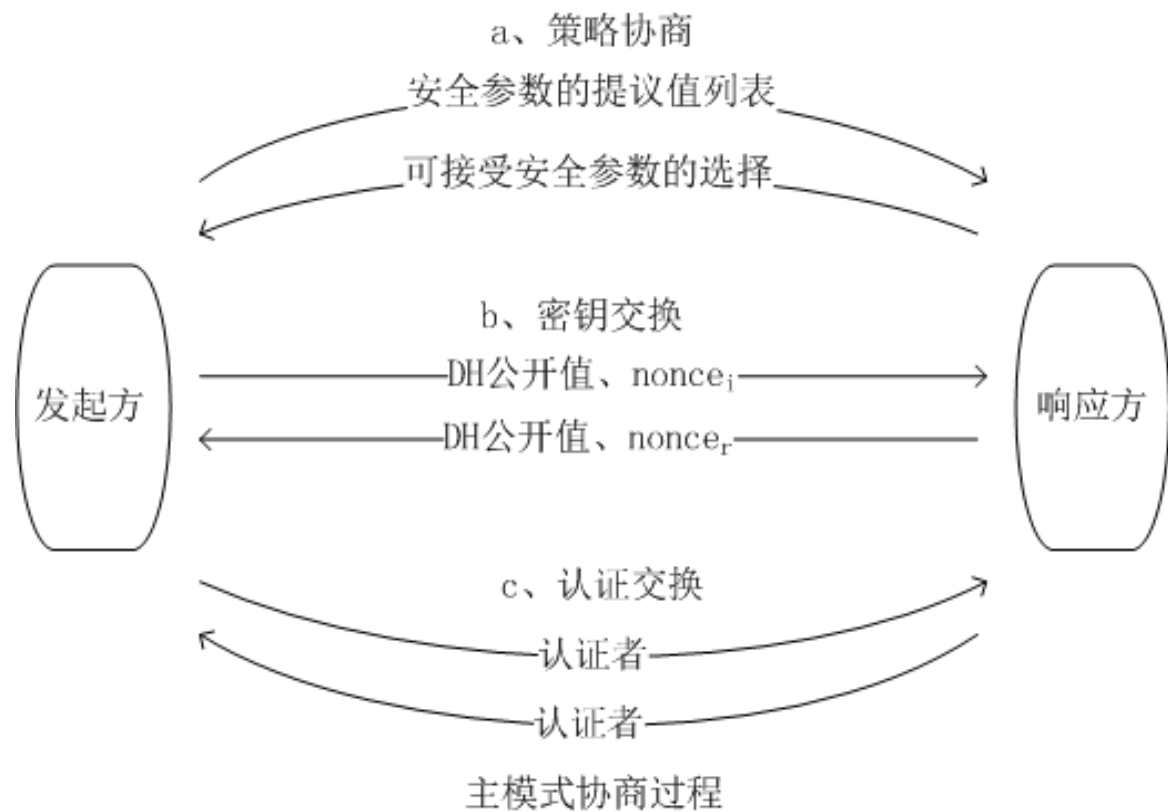 a、策略协商
安全参数的提议值列表
可接受安全参数的选择
b、密钥交换
DH公开值、nonceᵢ
发起方
响应方
DH公开值、nonceᵣ
c、认证交换
认证者
认证者
主模式协商过程